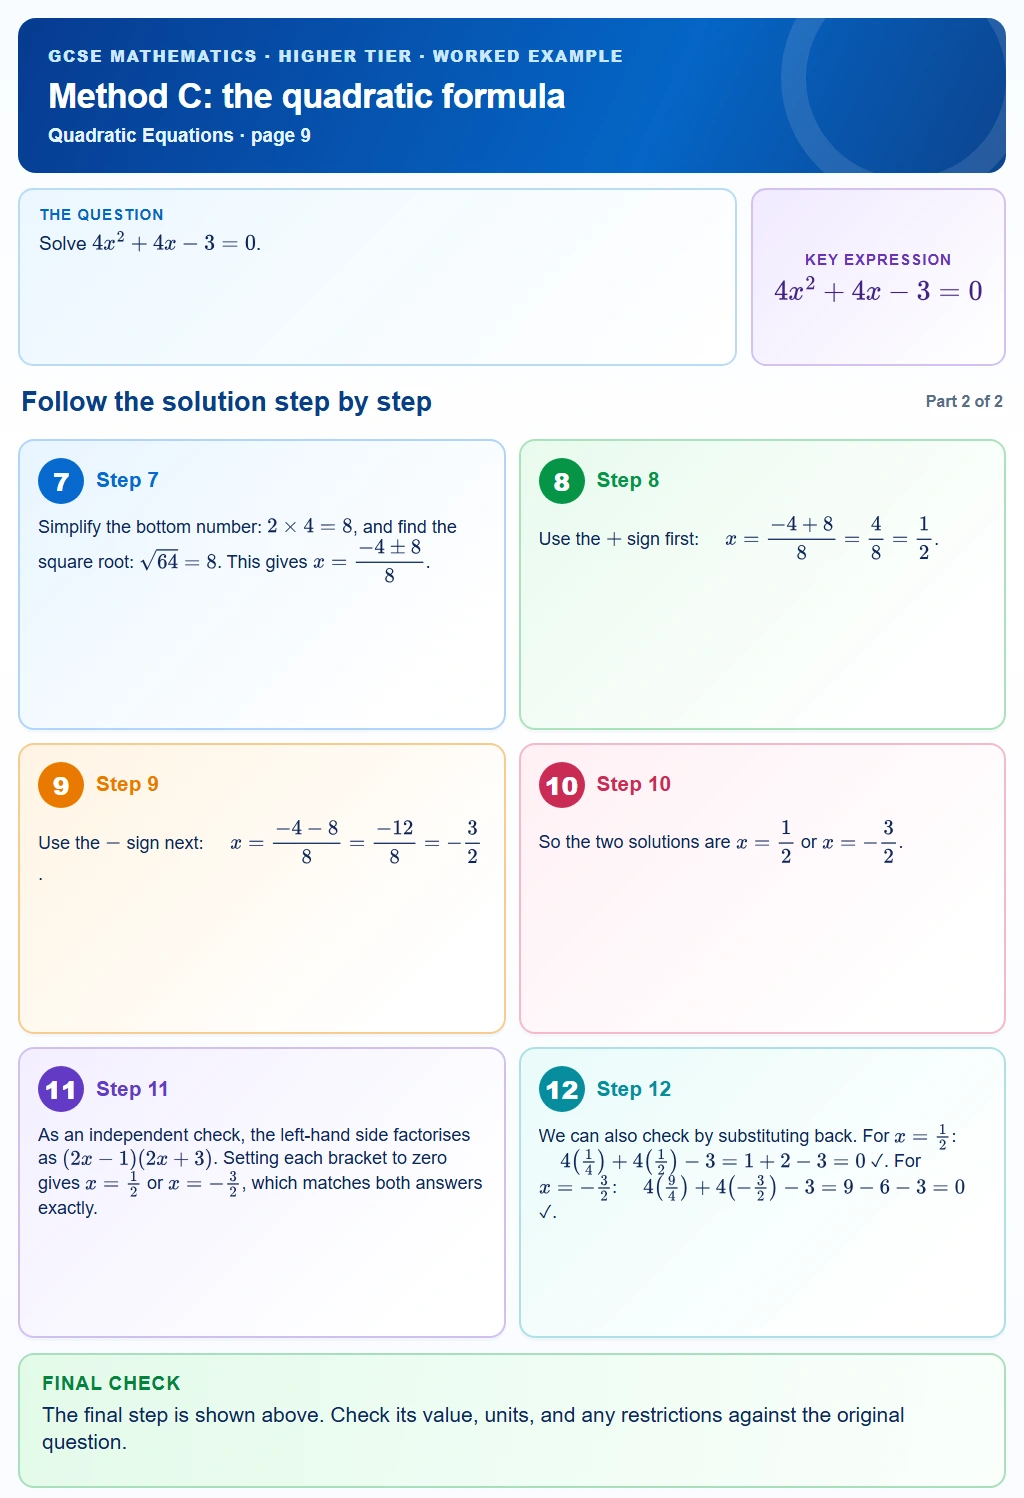 GCSE MATHEMATICS · HIGHER TIER · WORKED EXAMPLE
Method C: the quadratic formula
Quadratic Equations · page 9
THE QUESTION
Solve 4x² + 4x − 3 = 0.
KEY EXPRESSION
4x² + 4x − 3 = 0
Follow the solution step by step
Part 2 of 2
7 Step 7
Simplify the bottom number: 2 × 4 = 8, and find the
square root: √64 = 8. This gives x = (−4 ± 8)/8.
8 Step 8
Use the + sign first: x = (−4 + 8)/8 = 4/8 = 1/2.
9 Step 9
Use the − sign next: x = (−4 − 8)/8 = −12/8 = −3/2
.
10 Step 10
So the two solutions are x = 1/2 or x = −3/2.
11 Step 11
As an independent check, the left-hand side factorises
as (2x − 1)(2x + 3). Setting each bracket to zero
gives x = 1/2 or x = −3/2, which matches both answers
exactly.
12 Step 12
We can also check by substituting back. For x = 1/2:
4(1/4) + 4(1/2) − 3 = 1 + 2 − 3 = 0 ✓. For
x = −3/2: 4(9/4) + 4(−3/2) − 3 = 9 − 6 − 3 = 0
✓.
FINAL CHECK
The final step is shown above. Check its value, units, and any restrictions against the original
question.